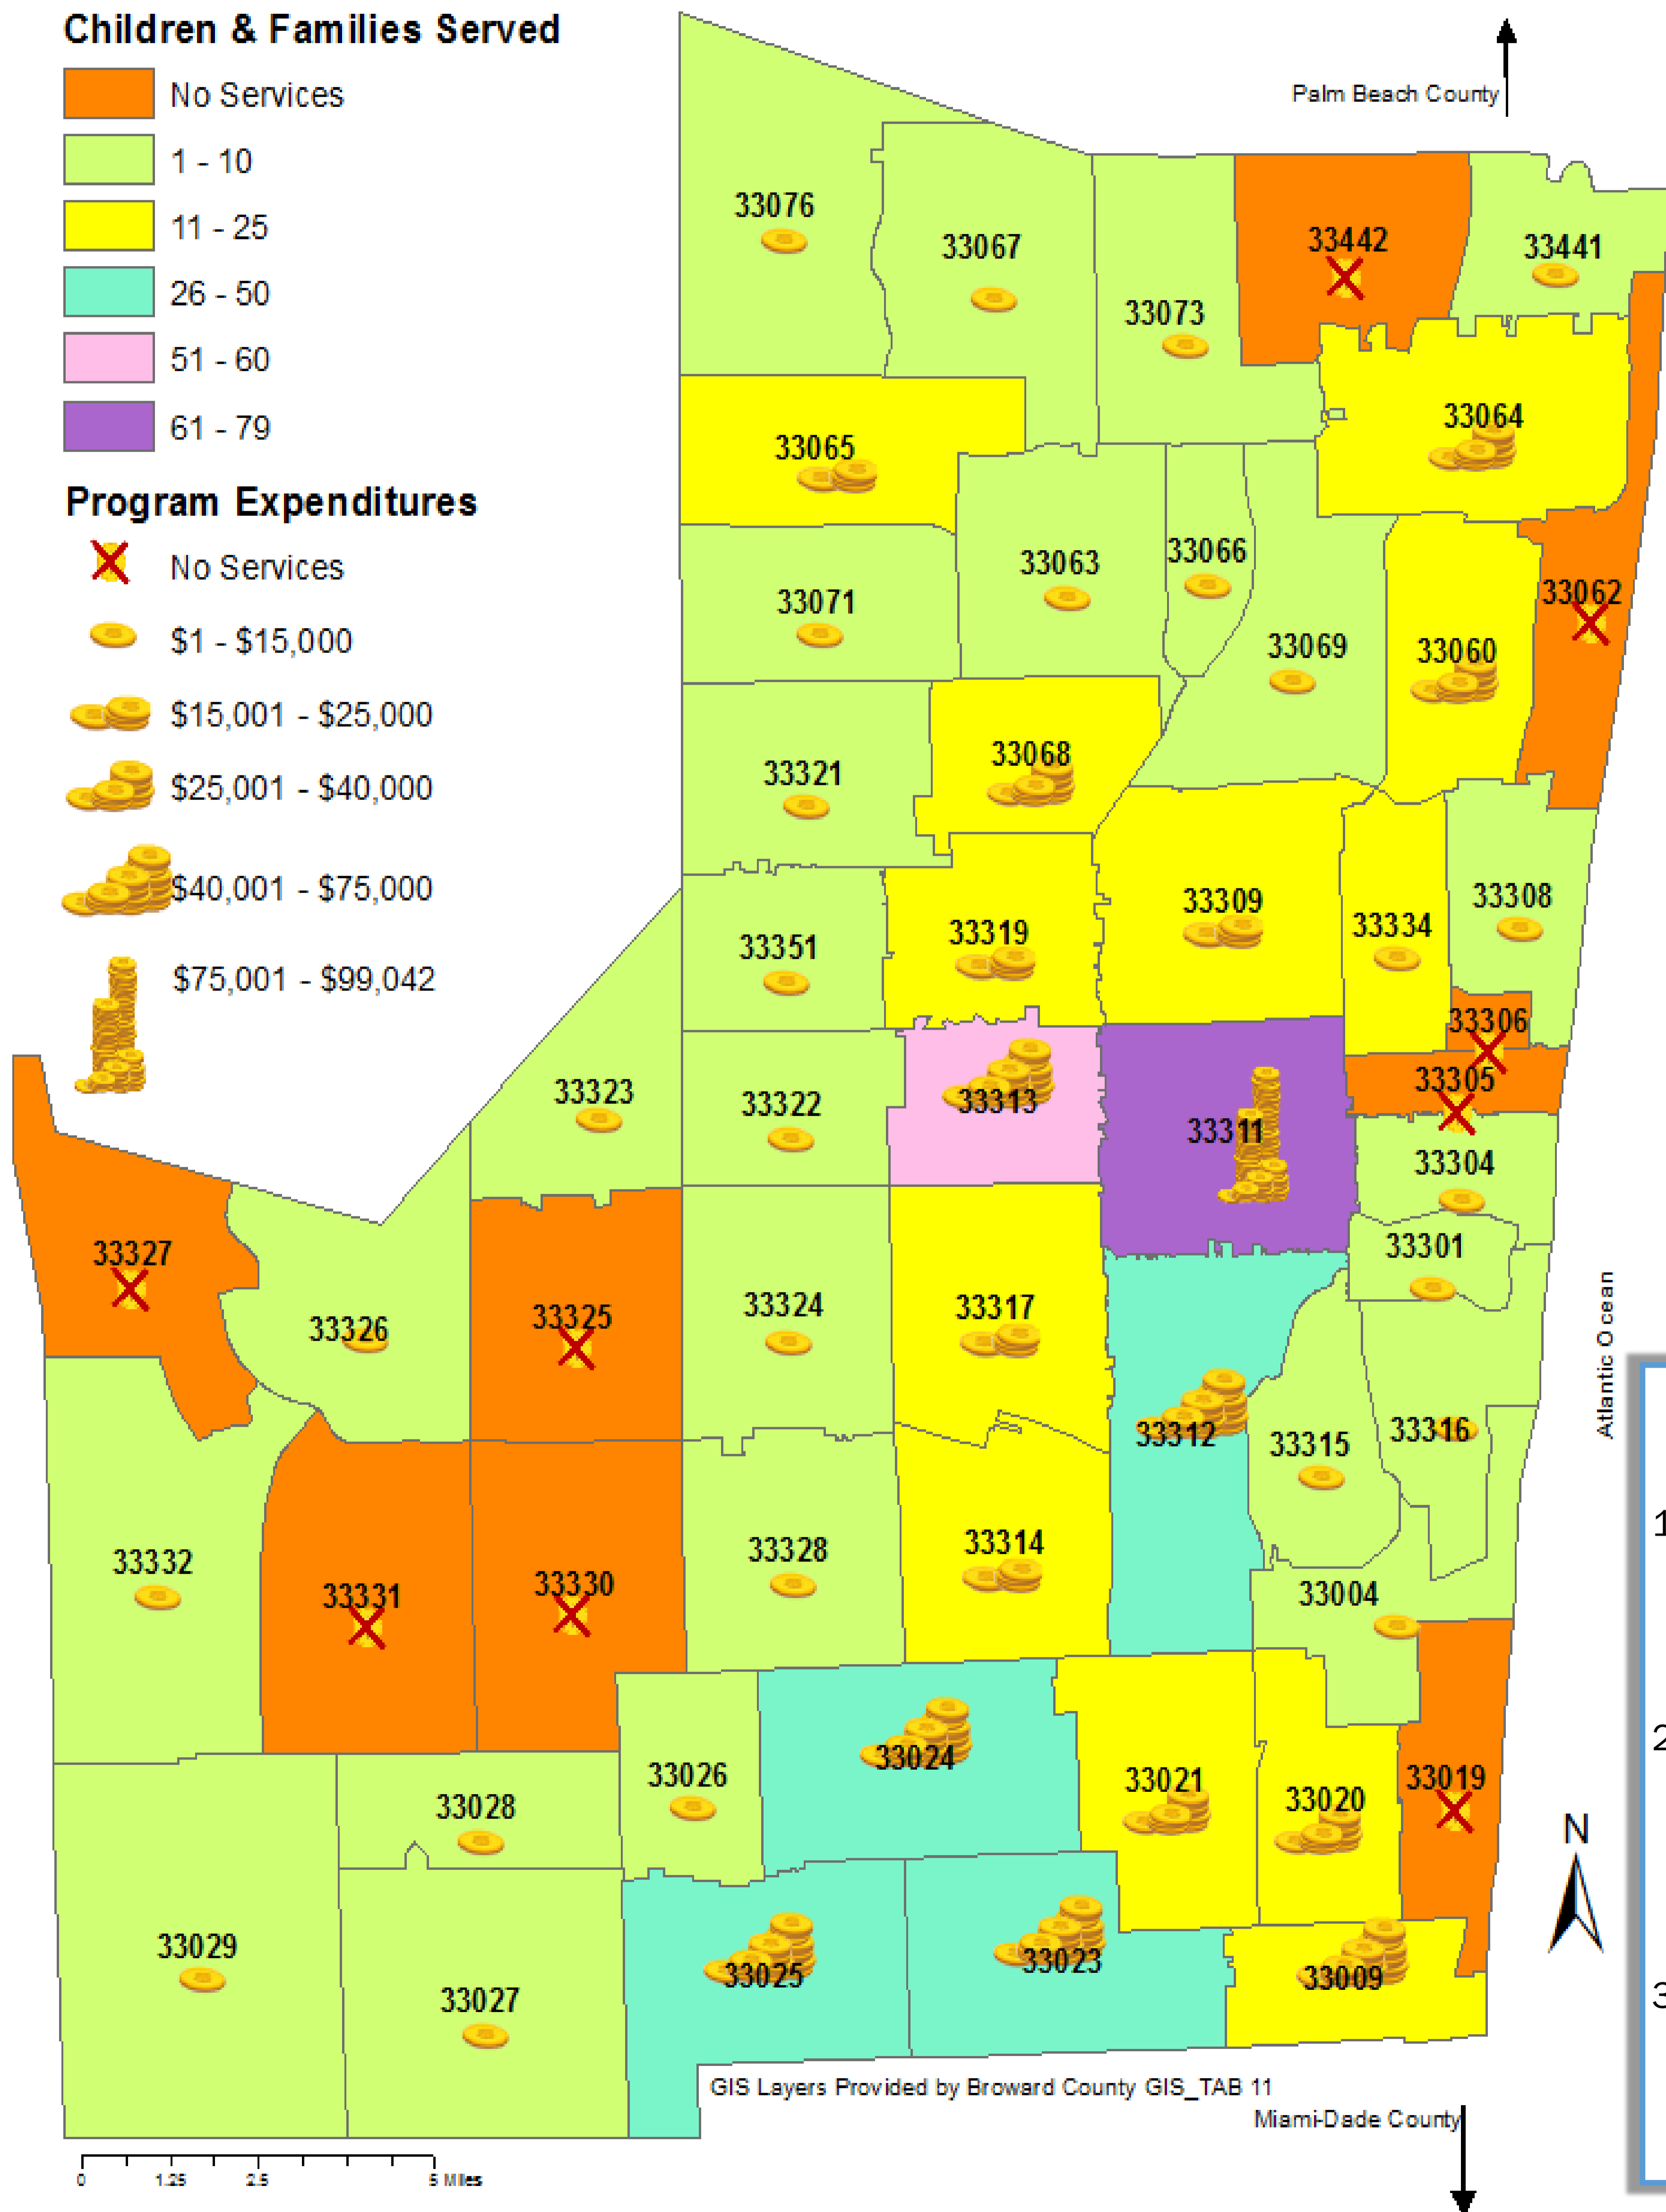 Children & Families Served
No Services
1 - 10
11 - 25
26 - 50
51 - 60
61 - 79
Program Expenditures
No Services
$1 - $15,000
$15,001 - $25,000
$25,001 - $40,000
$40,001 - $75,000
$75,001 - $99,042
Palm Beach County
33076
33067
33442
33441
33073
33064
33065
33063
33066
33062
33071
33069
33060
33068
33321
33309
33308
33334
33319
33351
33306
33305
33323
33322
33313
33311
33304
33301
33327
33326
33325
33324
33317
Atlantic Ocean
33312
33315
33316
33332
33331
33330
33328
33314
33004
33026
33024
33021
33020
33019
33028
33029
33027
33025
33023
33009
N
1
2
3
GIS Layers Provided by Broward County GIS_TAB 11
Miami-Dade County
0 1.25 2.5 5 Miles